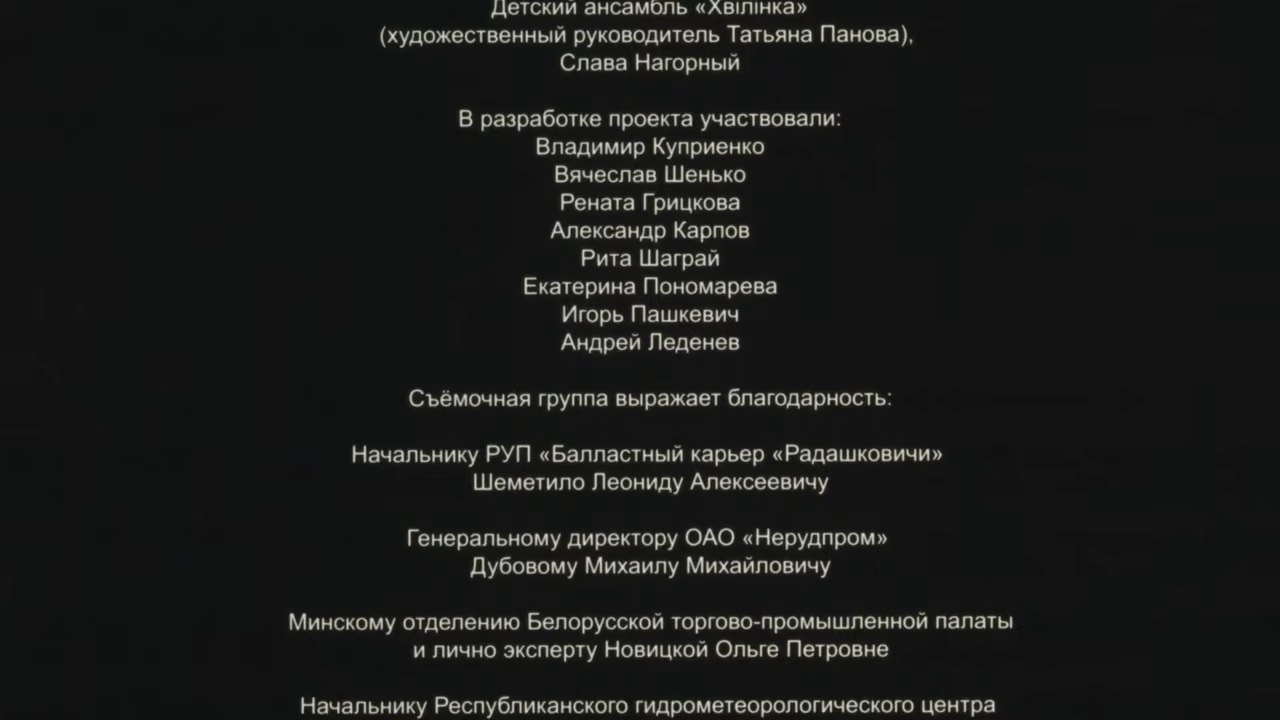 Детский ансамбль «Хвілінка»
(художественный руководитель Татьяна Панова),
Слава Нагорный
В разработке проекта участвовали:
Владимир Куприенко
Вячеслав Шенько
Рената Грицкова
Александр Карпов
Рита Шаграй
Екатерина Пономарева
Игорь Пашкевич
Андрей Леденев
Съёмочная группа выражает благодарность:
Начальнику РУП «Балластный карьер «Радашковичи»
Шеметило Леониду Алексеевичу
Генеральному директору ОАО «Нерудпром»
Дубовому Михаилу Михайловичу
Минскому отделению Белорусской торгово-промышленной палаты
и лично эксперту Новицкой Ольге Петровне
Начальнику Республиканского гидрометеорологического центра